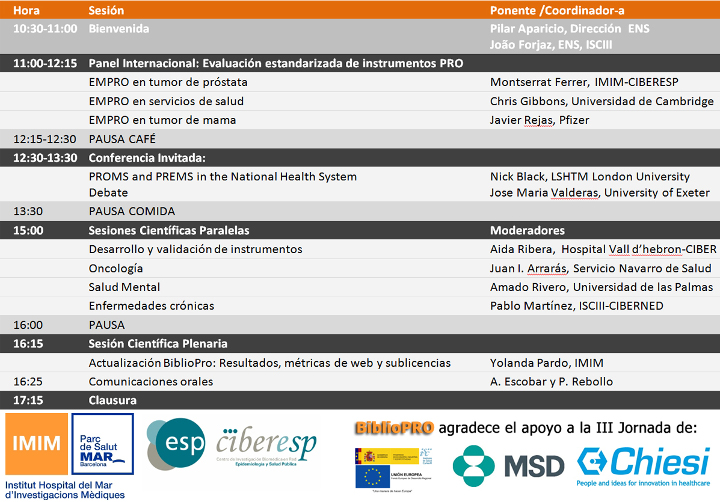 Hora Sesión Ponente /Coordinador-a
10:30-11:00 Bienvenida Pilar Aparicio, Dirección ENS
João Forjaz, ENS, ISCIII
11:00-12:15 Panel Internacional: Evaluación estandarizada de instrumentos PRO
EMPRO en tumor de próstata Montserrat Ferrer, IMIM-CIBERESP
EMPRO en servicios de salud Chris Gibbons, Universidad de Cambridge
EMPRO en tumor de mama Javier Rejas, Pfizer
12:15-12:30 PAUSA CAFÉ
12:30-13:30 Conferencia Invitada:
PROMS and PREMS in the National Health System Nick Black, LSHTM London University
Debate Jose Maria Valderas, University of Exeter
13:30 PAUSA COMIDA
15:00 Sesiones Científicas Paralelas Moderadores
Desarrollo y validación de instrumentos Aida Ribera, Hospital Vall d’hebron-CIBER
Oncología Juan I. Arrarás, Servicio Navarro de Salud
Salud Mental Amado Rivero, Universidad de las Palmas
Enfermedades crónicas Pablo Martínez, ISCIII-CIBERNED
16:00 PAUSA
16:15 Sesión Científica Plenaria
Actualización BiblioPro: Resultados, métricas de web y sublicencias Yolanda Pardo, IMIM
16:25 Comunicaciones orales A. Escobar y P. Rebollo
17:15 Clausura
BiblioPRO agradece el apoyo a la III Jornada de:
IMIM
Parc
de Salut
MAR
Barcelona
Institut Hospital del Mar
d’Investigacions Mèdiques
esp
ciberesp
Epidemiología y Salud Pública
UNIÓN EUROPEA
MSD
Chiesi
People and ideas for innovation in healthcare